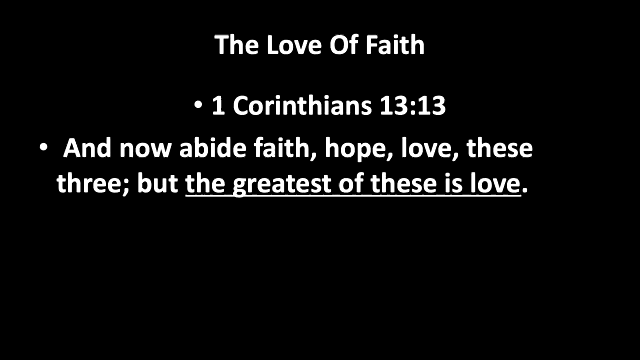 The Love Of Faith
• 1 Corinthians 13:13
• And now abide faith, hope, love, these
three; but the greatest of these is love.